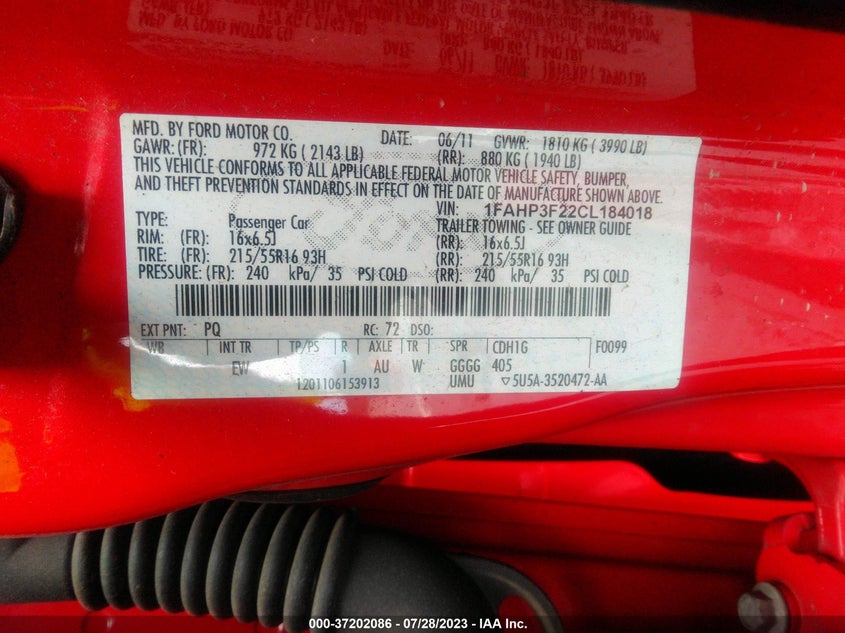 MFD. BY FORD MOTOR CO. DATE: 06/11 GVWR: 1810 KG ( 3990 LB)
GAWR: (FR): 972 KG ( 2143 LB) (RR): 880 KG ( 1940 LB)
THIS VEHICLE CONFORMS TO ALL APPLICABLE FEDERAL MOTOR VEHICLE SAFETY, BUMPER,
AND THEFT PREVENTION STANDARDS IN EFFECT ON THE DATE OF MANUFACTURE SHOWN ABOVE.
VIN: 1FAHP3F22CL184018
TYPE: Passenger Car TRAILER TOWING - SEE OWNER GUIDE
RIM: (FR): 16x6.5J (RR): 16x6.5J
TIRE: (FR): 215/55R16 93H (RR): 215/55R16 93H
PRESSURE: (FR): 240 kPa/ 35 PSI COLD (RR): 240 kPa/ 35 PSI COLD
EXT PNT: PQ RC: 72 DSO:
WB INT TR TP/PS R AXLE TR SPR CDH1G F0099
EW 1 AU W GGGG 405
1201106153913 UMU ▽5U5A-3520472-AA
000-37202086 - 07/28/2023 - IAA Inc.